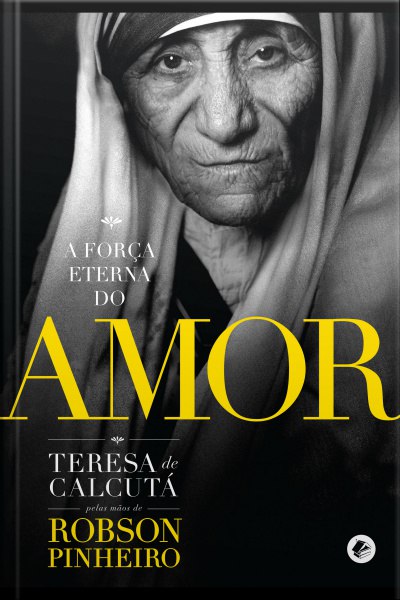 A FORÇA
ETERNA
DO
AMOR
TERESA de
CALCUTÁ
pelas mãos de
ROBSON
PINHEIRO